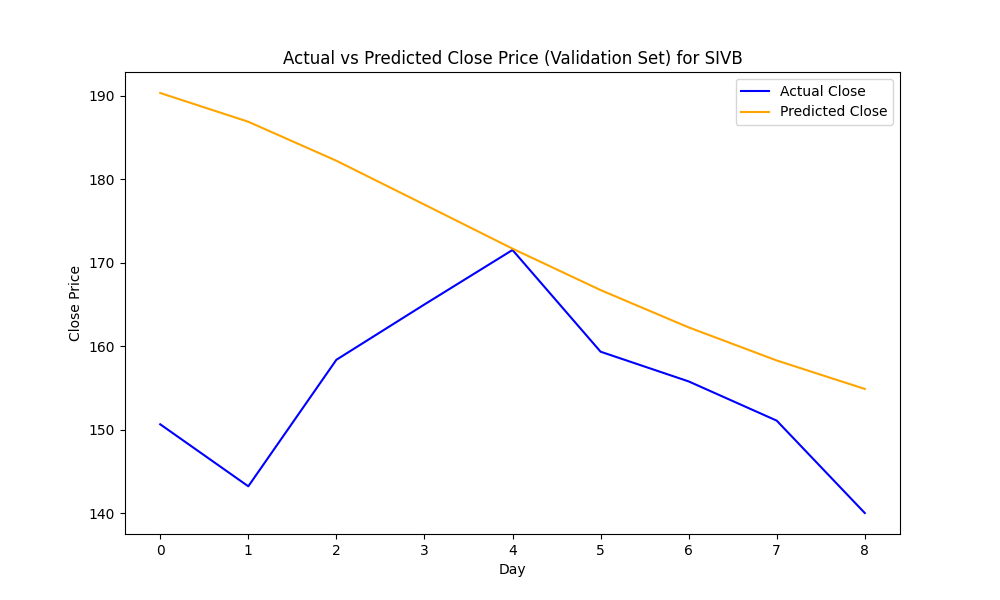 Actual vs Predicted Close Price (Validation Set) for SIVB
Actual Close
Predicted Close
190
180
170
160
150
140
Close Price
0 1 2 3 4 5 6 7 8
Day